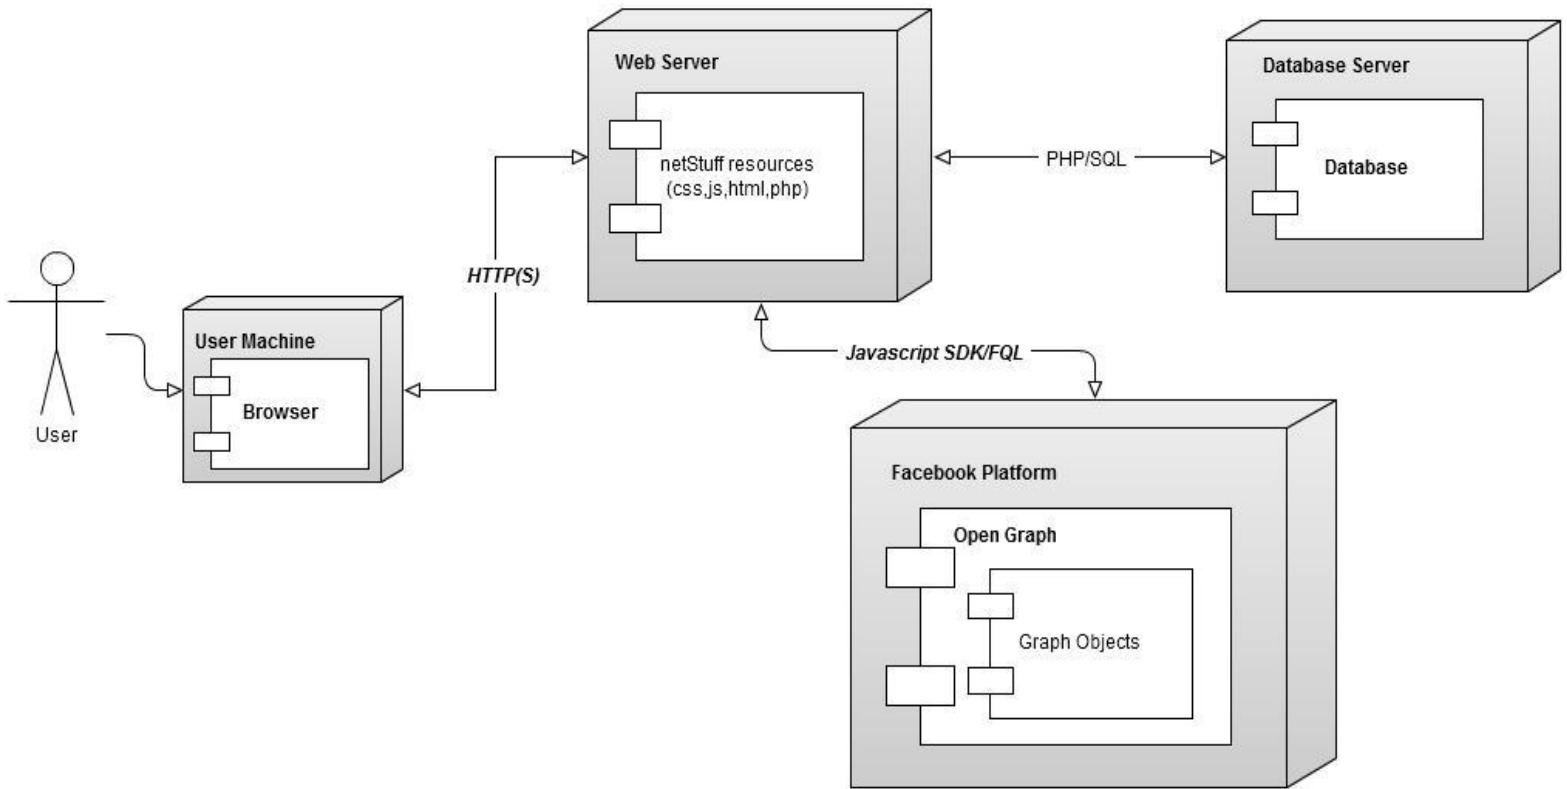 Web Server
netStuff resources
(css,js,html,php)
PHP/SQL
Database Server
Database
HTTP(S)
User
User Machine
Browser
Javascript SDK/FQL
Facebook Platform
Open Graph
Graph Objects